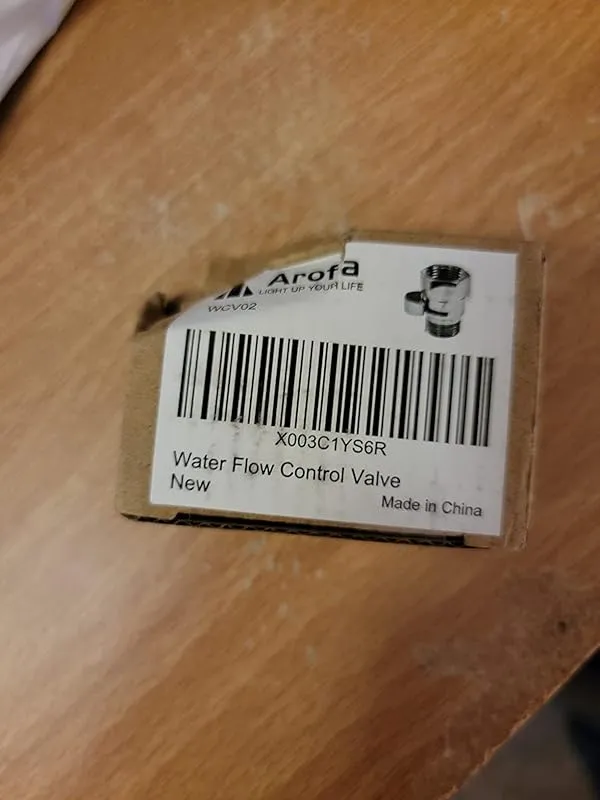 Arofa
LIGHT UP YOUR LIFE
WCV02
X003C1YS6R
Water Flow Control Valve
New
Made in China